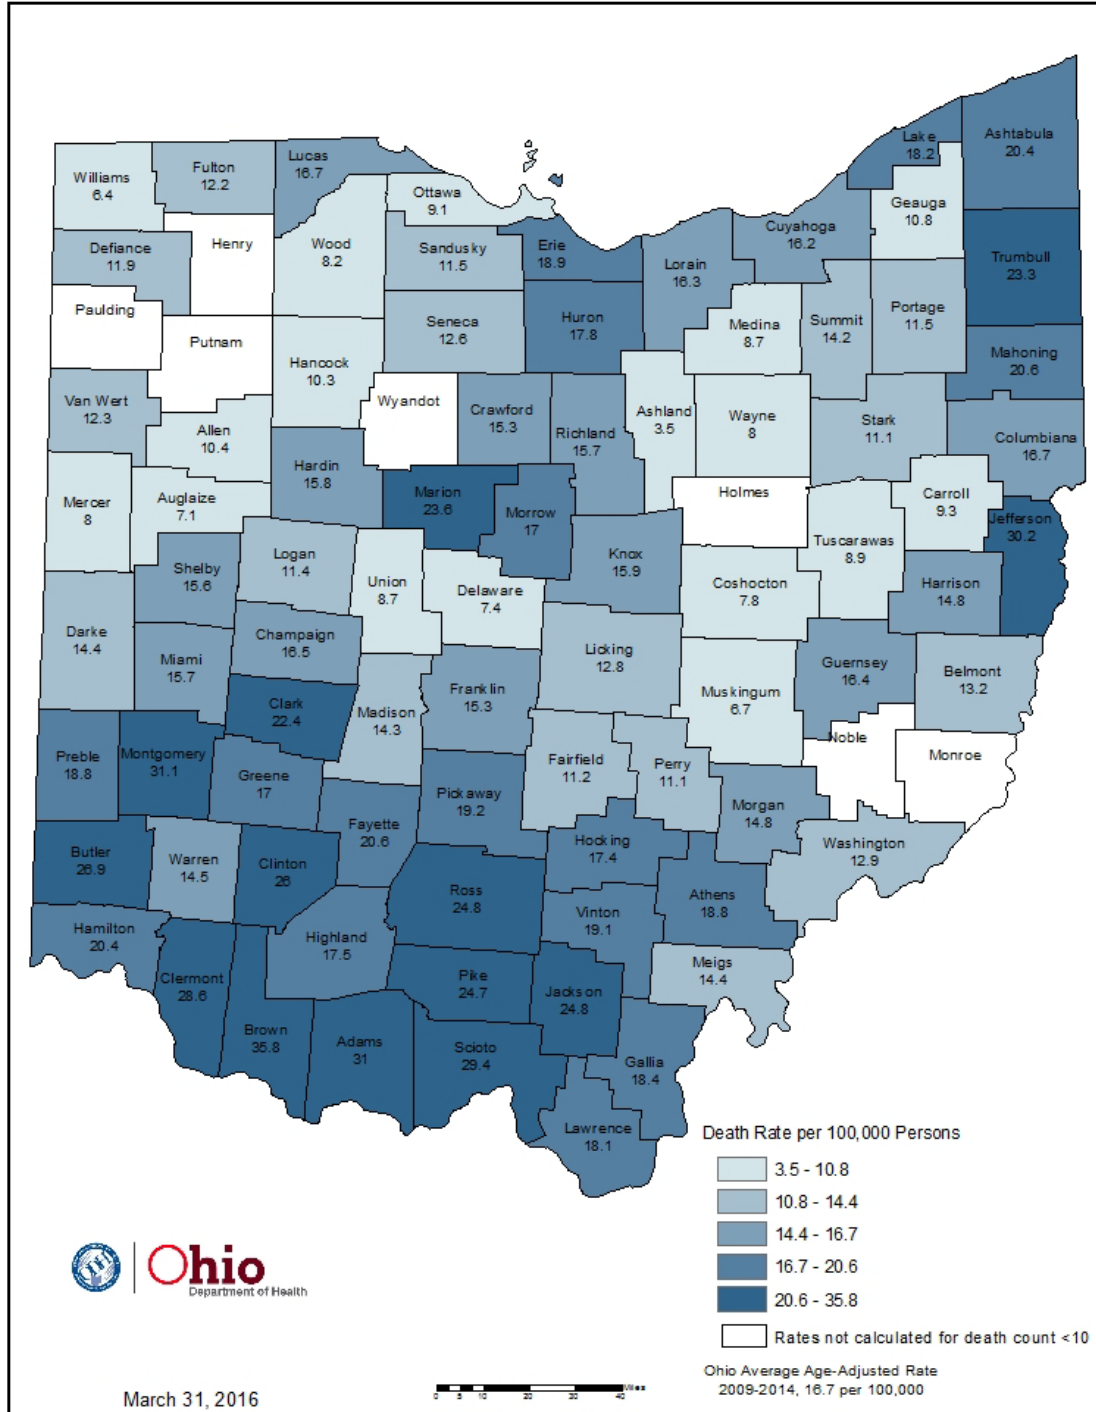 Lake
18.2
Ashtabula
20.4
Lucas
16.7
Fulton
12.2
Williams
6.4
Ottawa
9.1
Geauga
10.8
Cuyahoga
16.2
Henry
Wood
8.2
Defiance
11.9
Sandusky
11.5
Erie
18.9
Lorain
16.3
Trumbull
23.3
Paulding
Putnam
Seneca
12.6
Huron
17.8
Medina
8.7
Summit
14.2
Portage
11.5
Hancock
10.3
Mahoning
20.6
Van Wert
12.3
Allen
10.4
Wyandot
Crawford
15.3
Richland
15.7
Ashland
3.5
Wayne
8
Stark
11.1
Columbiana
16.7
Hardin
15.8
Mercer
8
Auglaize
7.1
Marion
23.6
Morrow
17
Holmes
Carroll
9.3
Jefferson
30.2
Tuscarawas
8.9
Shelby
15.6
Logan
11.4
Union
8.7
Delaware
7.4
Knox
15.9
Coshocton
7.8
Harrison
14.8
Darke
14.4
Champaign
16.5
Miami
15.7
Licking
12.8
Guernsey
16.4
Belmont
13.2
Clark
22.4
Madison
14.3
Franklin
15.3
Muskingum
6.7
Noble
Monroe
Preble
18.8
Montgomery
31.1
Greene
17
Fairfield
11.2
Perry
11.1
Pickaway
19.2
Morgan
14.8
Fayette
20.6
Washington
12.9
Hocking
17.4
Butler
26.9
Warren
14.5
Clinton
26
Ross
24.8
Athens
18.8
Vinton
19.1
Hamilton
20.4
Highland
17.5
Meigs
14.4
Clermont
28.6
Pike
24.7
Jackson
24.8
Brown
35.8
Adams
31
Scioto
29.4
Gallia
18.4
Lawrence
18.1
Death Rate per 100,000 Persons
3.5 - 10.8
10.8 - 14.4
14.4 - 16.7
16.7 - 20.6
20.6 - 35.8
Rates not calculated for death count <10
Ohio Average Age-Adjusted Rate
2009-2014, 16.7 per 100,000
Ohio
Department of Health
March 31, 2016
0 5 10 20 30 40 Miles